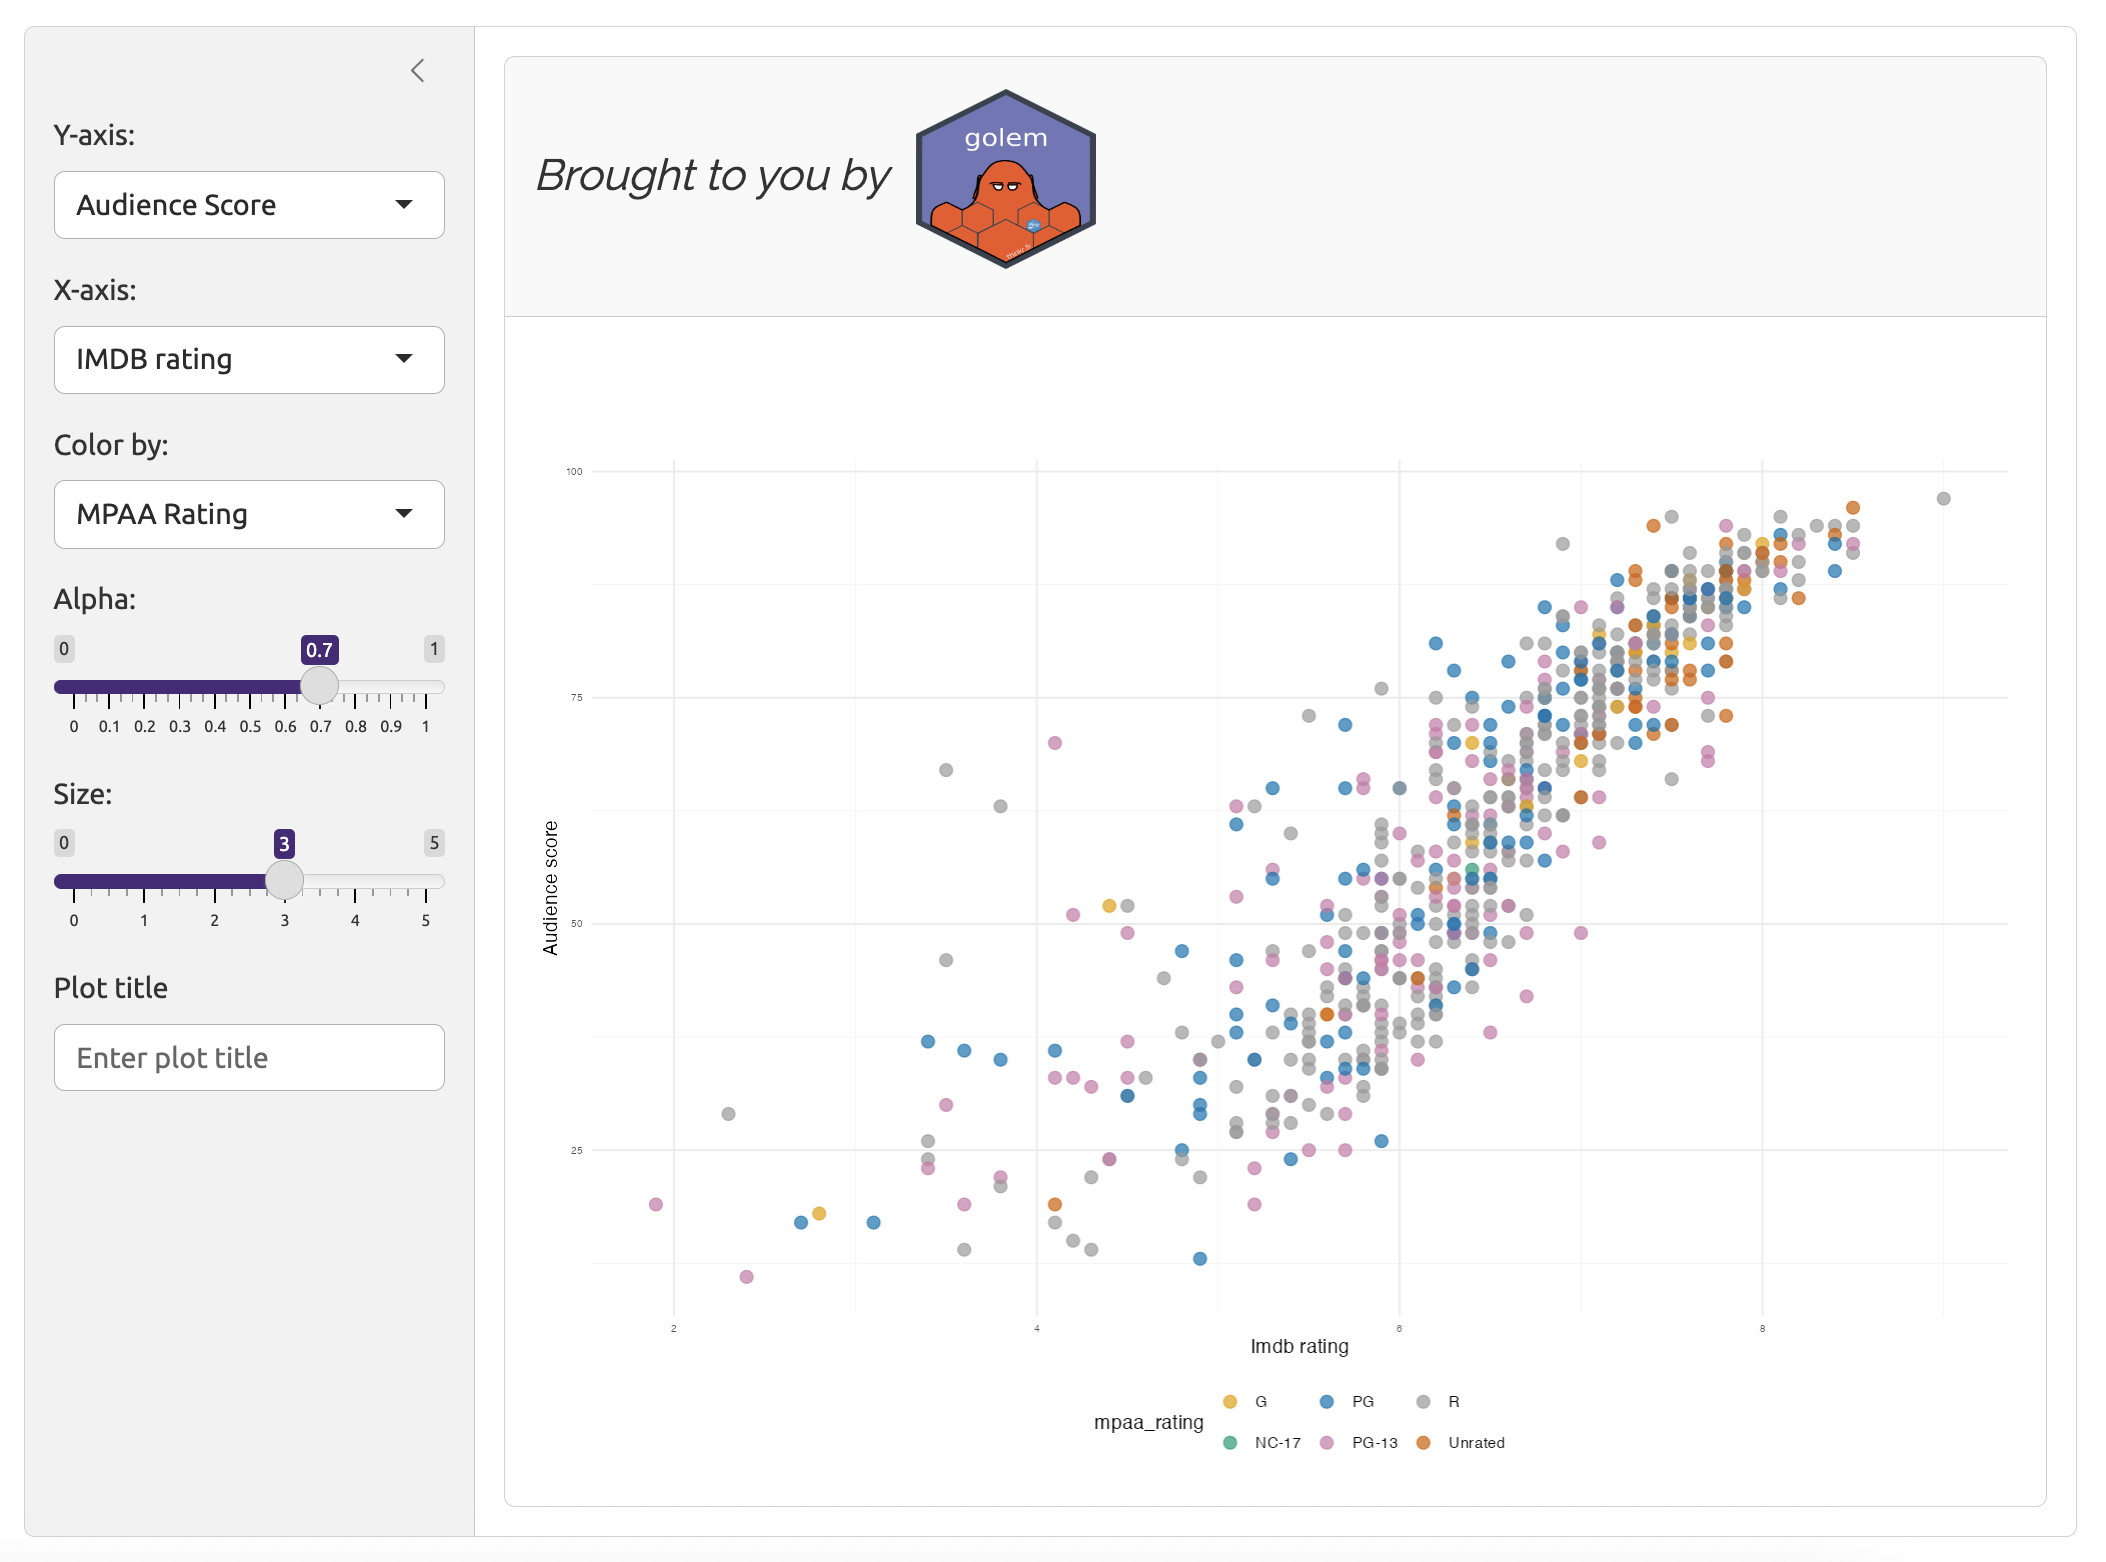 Y-axis:
Audience Score
X-axis:
IMDB rating
Color by:
MPAA Rating
Alpha:
0 0.7 1
0 0.1 0.2 0.3 0.4 0.5 0.6 0.7 0.8 0.9 1
Size:
0 3 5
0 1 2 3 4 5
Plot title
Enter plot title
Brought to you by
golem
thinkr.fr
100
75
50
25
Audience score
2 4 6 8
Imdb rating
mpaa_rating
G PG R
NC-17 PG-13 Unrated